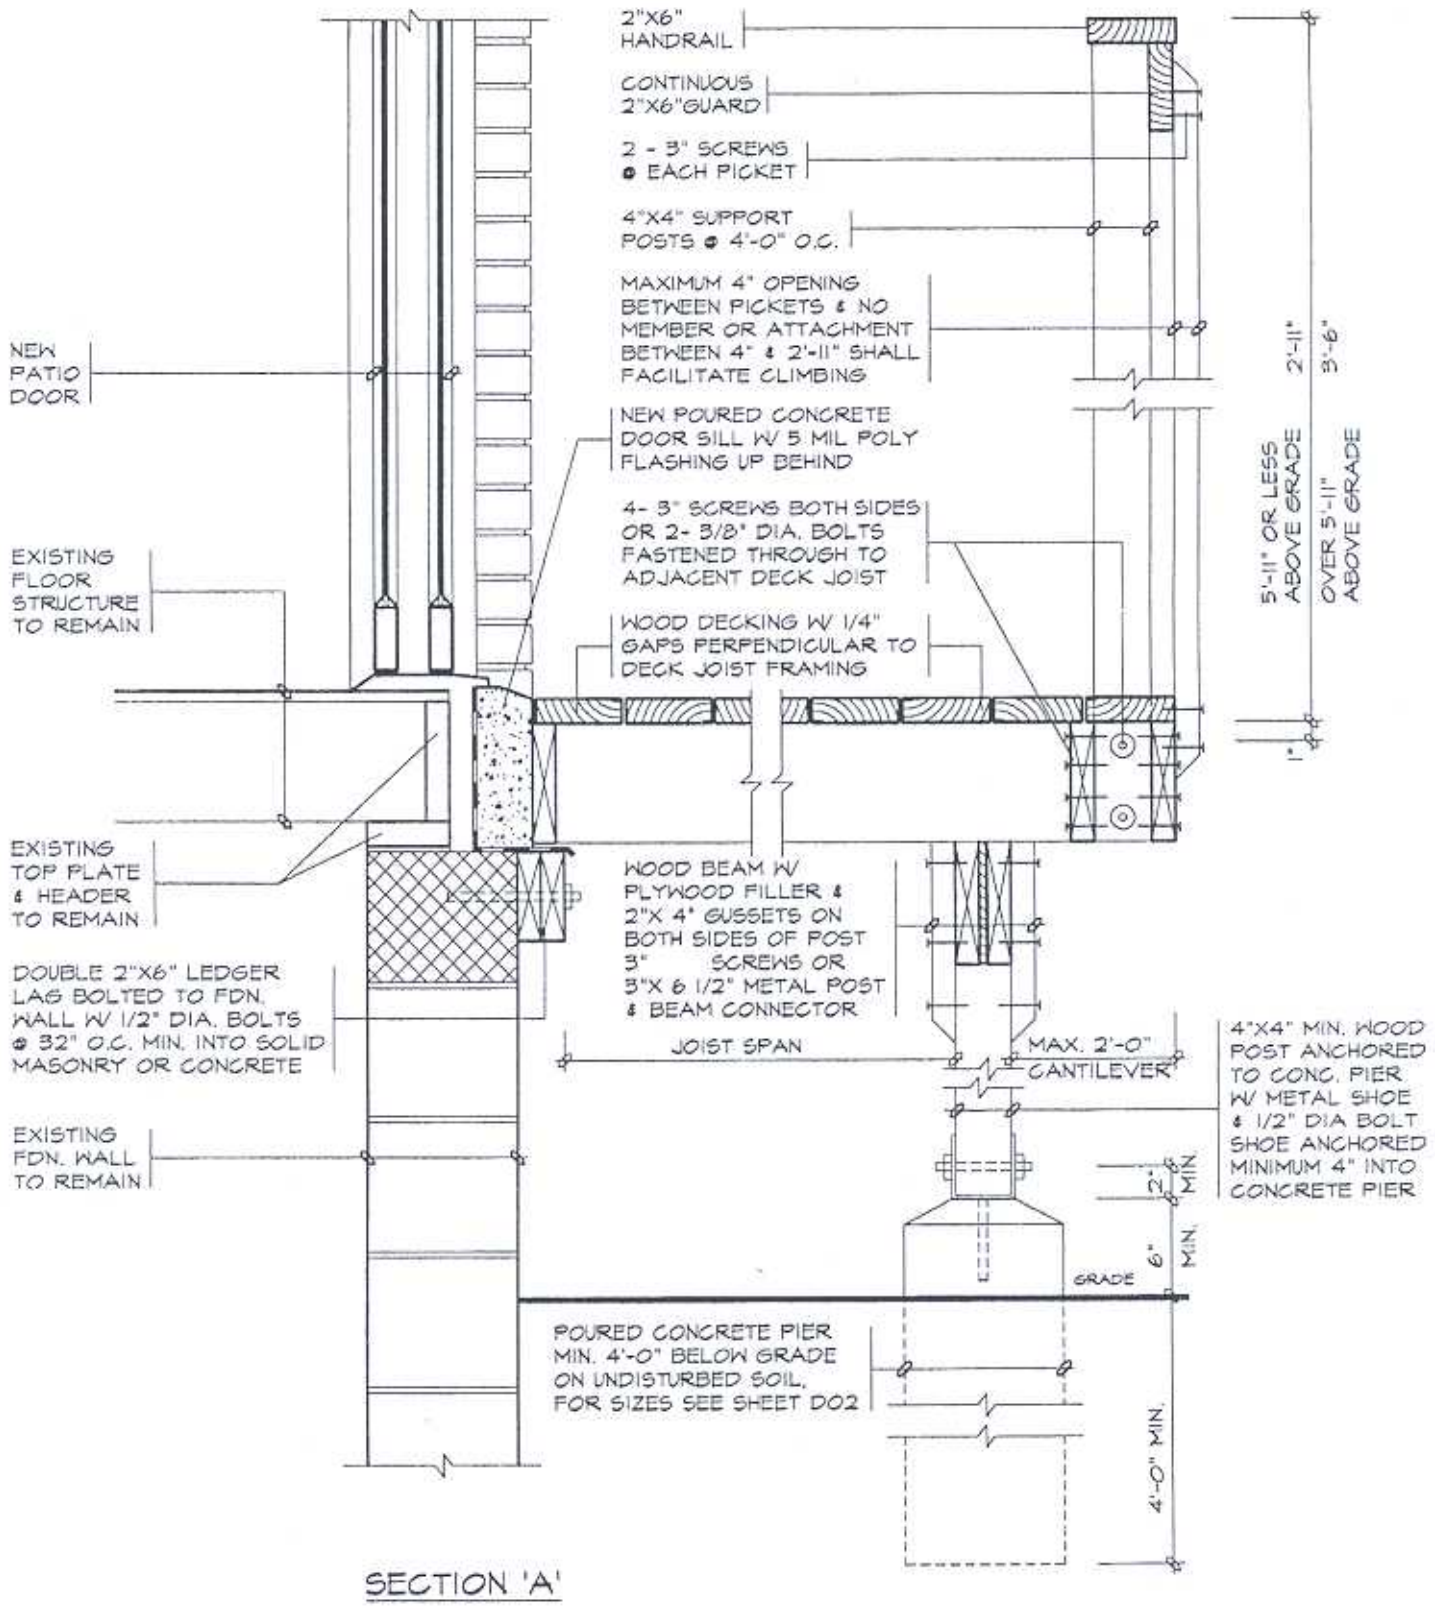 2"X6"
HANDRAIL
CONTINUOUS
2"X6"GUARD
2 - 3" SCREWS
@ EACH PICKET
4"X4" SUPPORT
POSTS @ 4'-0" O.C.
MAXIMUM 4" OPENING
BETWEEN PICKETS & NO
MEMBER OR ATTACHMENT
BETWEEN 4" & 2'-11" SHALL
FACILITATE CLIMBING
NEW
PATIO
DOOR
NEW POURED CONCRETE
DOOR SILL W/ 5 MIL POLY
FLASHING UP BEHIND
4- 3" SCREWS BOTH SIDES
OR 2- 3/8" DIA. BOLTS
FASTENED THROUGH TO
ADJACENT DECK JOIST
2'-11"
3'-6"
5'-11" OR LESS
ABOVE GRADE
OVER 5'-11"
ABOVE GRADE
1"
EXISTING
FLOOR
STRUCTURE
TO REMAIN
WOOD DECKING W/ 1/4"
GAPS PERPENDICULAR TO
DECK JOIST FRAMING
EXISTING
TOP PLATE
& HEADER
TO REMAIN
WOOD BEAM W/
PLYWOOD FILLER &
2"X 4" GUSSETS ON
BOTH SIDES OF POST
3" SCREWS OR
3"X 6 1/2" METAL POST
& BEAM CONNECTOR
DOUBLE 2"X6" LEDGER
LAG BOLTED TO FDN.
WALL W/ 1/2" DIA. BOLTS
@ 32" O.C. MIN. INTO SOLID
MASONRY OR CONCRETE
JOIST SPAN
MAX. 2'-0"
CANTILEVER
4"X4" MIN. WOOD
POST ANCHORED
TO CONC. PIER
W/ METAL SHOE
& 1/2" DIA BOLT
SHOE ANCHORED
MINIMUM 4" INTO
CONCRETE PIER
EXISTING
FDN. WALL
TO REMAIN
2"
MIN.
6"
MIN.
GRADE
POURED CONCRETE PIER
MIN. 4'-0" BELOW GRADE
ON UNDISTURBED SOIL,
FOR SIZES SEE SHEET D02
4'-0" MIN.
SECTION 'A'